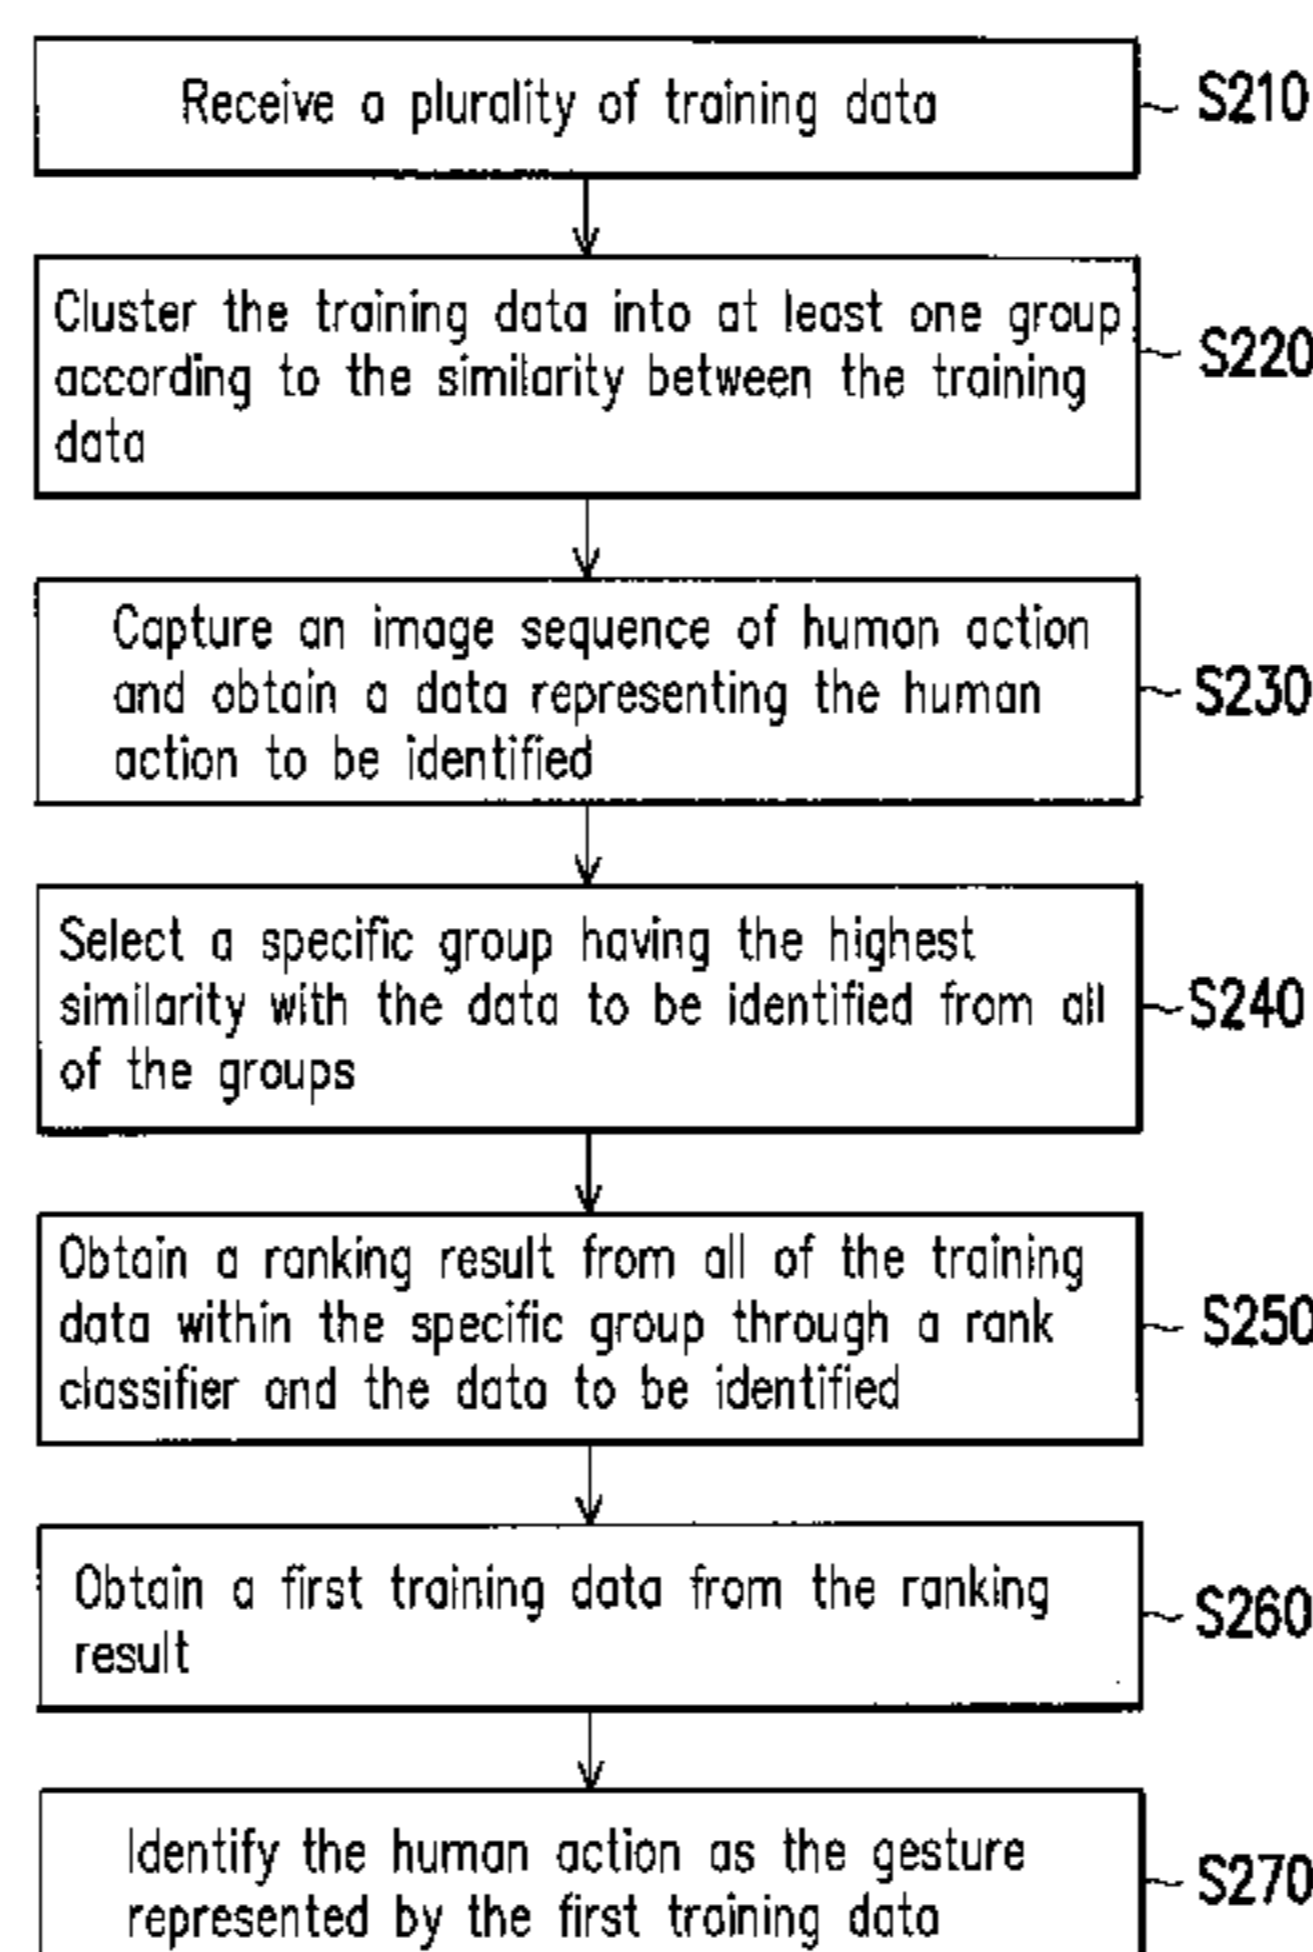 Receive a plurality of training data
S210
Cluster the training data into at least one group
according to the similarity between the training
data
S220
Capture an image sequence of human action
and obtain a data representing the human
action to be identified
S230
Select a specific group having the highest
similarity with the data to be identified from all
of the groups
S240
Obtain a ranking result from all of the training
data within the specific group through a rank
classifier and the data to be identified
S250
Obtain a first training data from the ranking
result
S260
Identify the human action as the gesture
represented by the first training data
S270